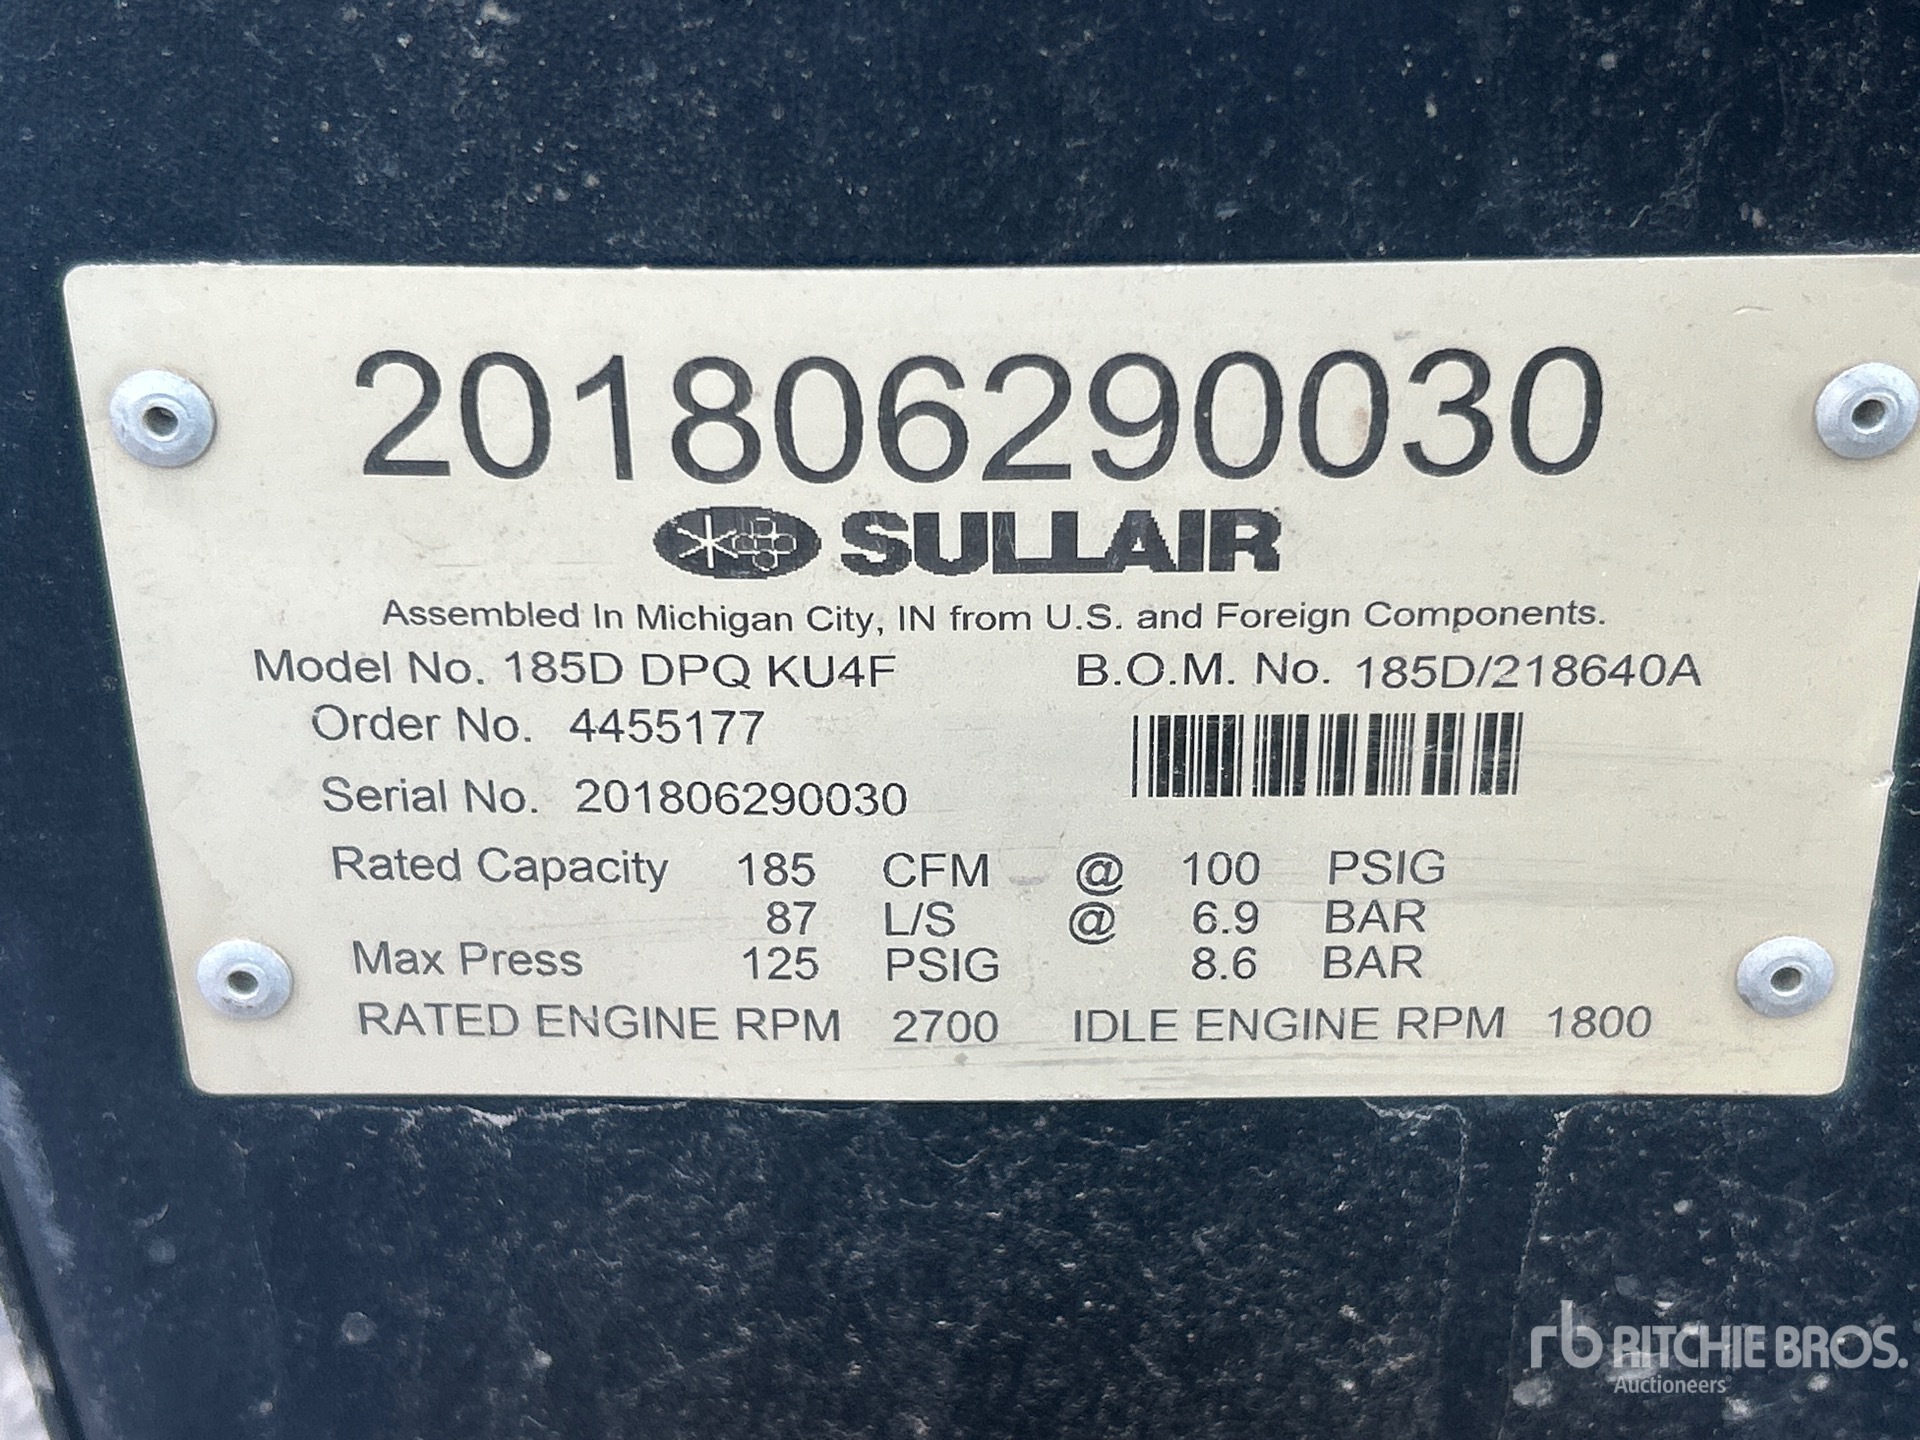 201806290030
SULLAIR
Assembled In Michigan City, IN from U.S. and Foreign Components.
Model No. 185D DPQ KU4F B.O.M. No. 185D/218640A
Order No. 4455177
Serial No. 201806290030
Rated Capacity 185 CFM @ 100 PSIG
87 L/S @ 6.9 BAR
Max Press 125 PSIG 8.6 BAR
RATED ENGINE RPM 2700 IDLE ENGINE RPM 1800
rb RITCHIE BROS.
Auctioneers